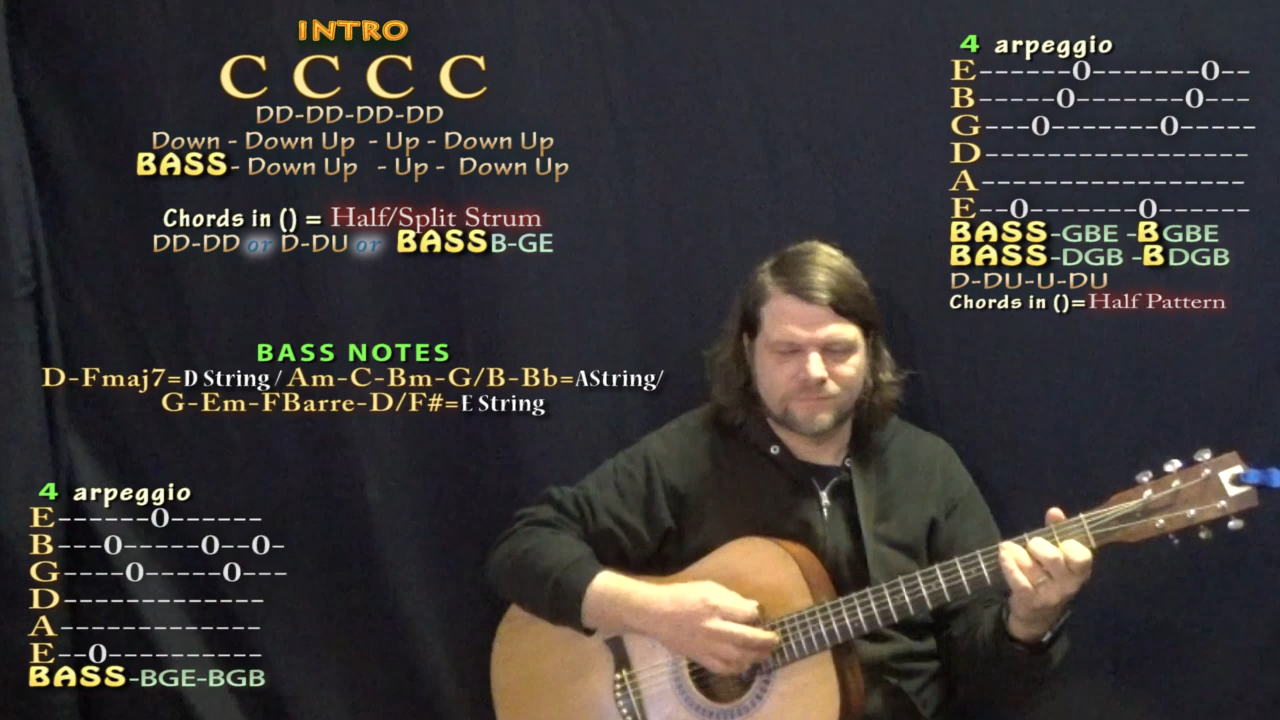 INTRO
C C C C
DD-DD-DD-DD
Down - Down Up - Up - Down Up
BASS- Down Up - Up - Down Up
Chords in () = Half/Split Strum
DD-DD or D-DU or BASSB-GE
BASS NOTES
D-Fmaj7=D String / Am-C-Bm-G/B-Bb=AString/
G-Em-FBarre-D/F#=E String
4 arpeggio
E------0------
B---0-----0--0-
G----0-----0---
D-------------
A------------
E--0----------
BASS-BGE-BGB
4 arpeggio
E------0-------0--
B-----0-------0---
G---0-------0-----
D------------------
A------------------
E--0-------0------
BASS-GBE -BGBE
BASS-DGB -BDGB
D-DU-U-DU
Chords in ()=Half Pattern